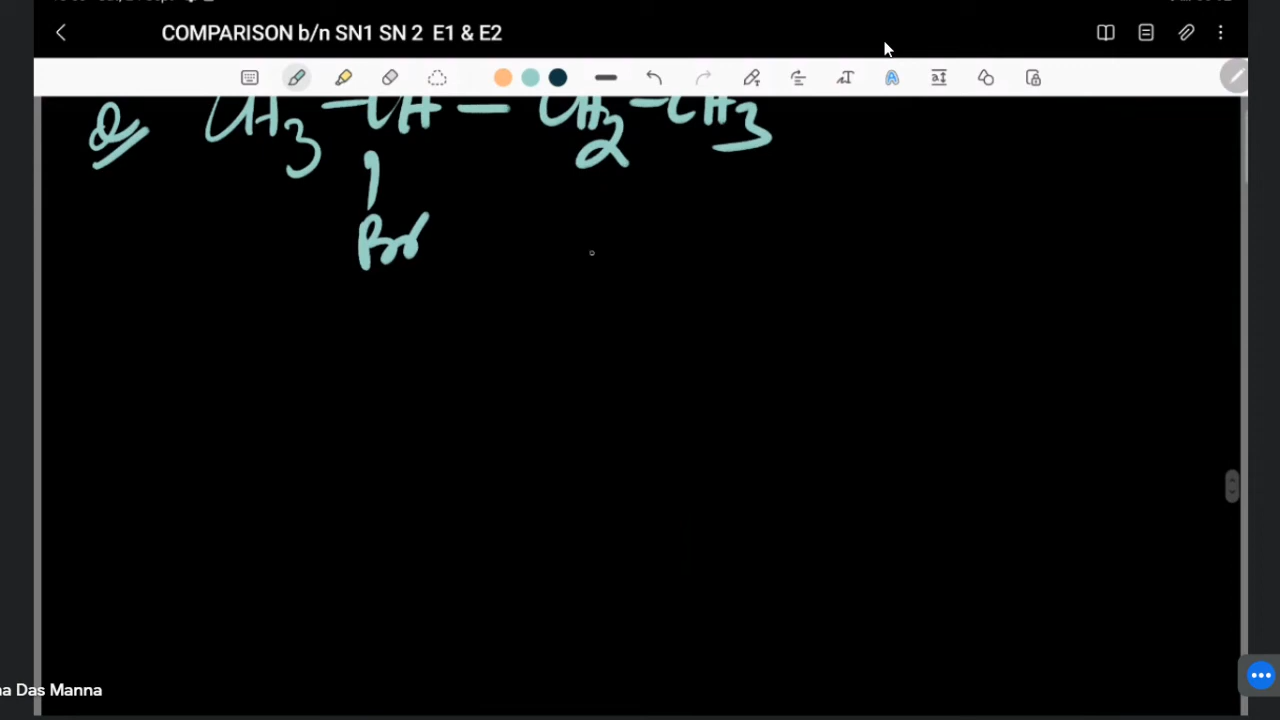 COMPARISON b/n SN1 SN 2 E1 & E2
Q CH3 - CH - CH2 - CH3
Br
a Das Manna